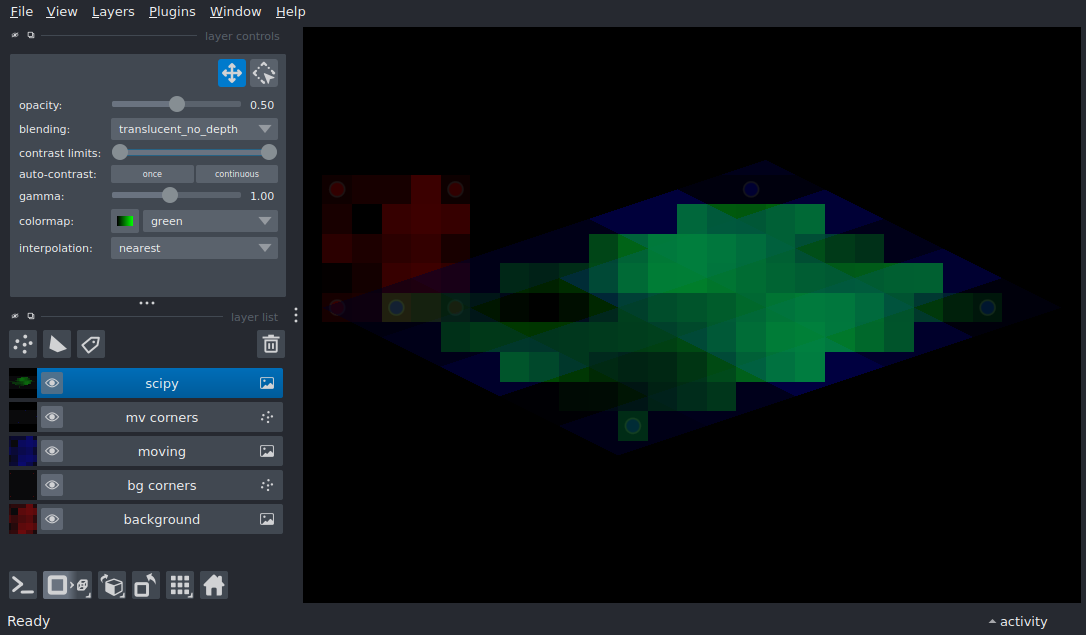 File View Layers Plugins Window Help
layer controls
opacity: 0.50
blending: translucent_no_depth
contrast limits:
auto-contrast: once continuous
gamma: 1.00
colormap: green
interpolation: nearest
layer list
scipy
mv corners
moving
bg corners
background
Ready activity